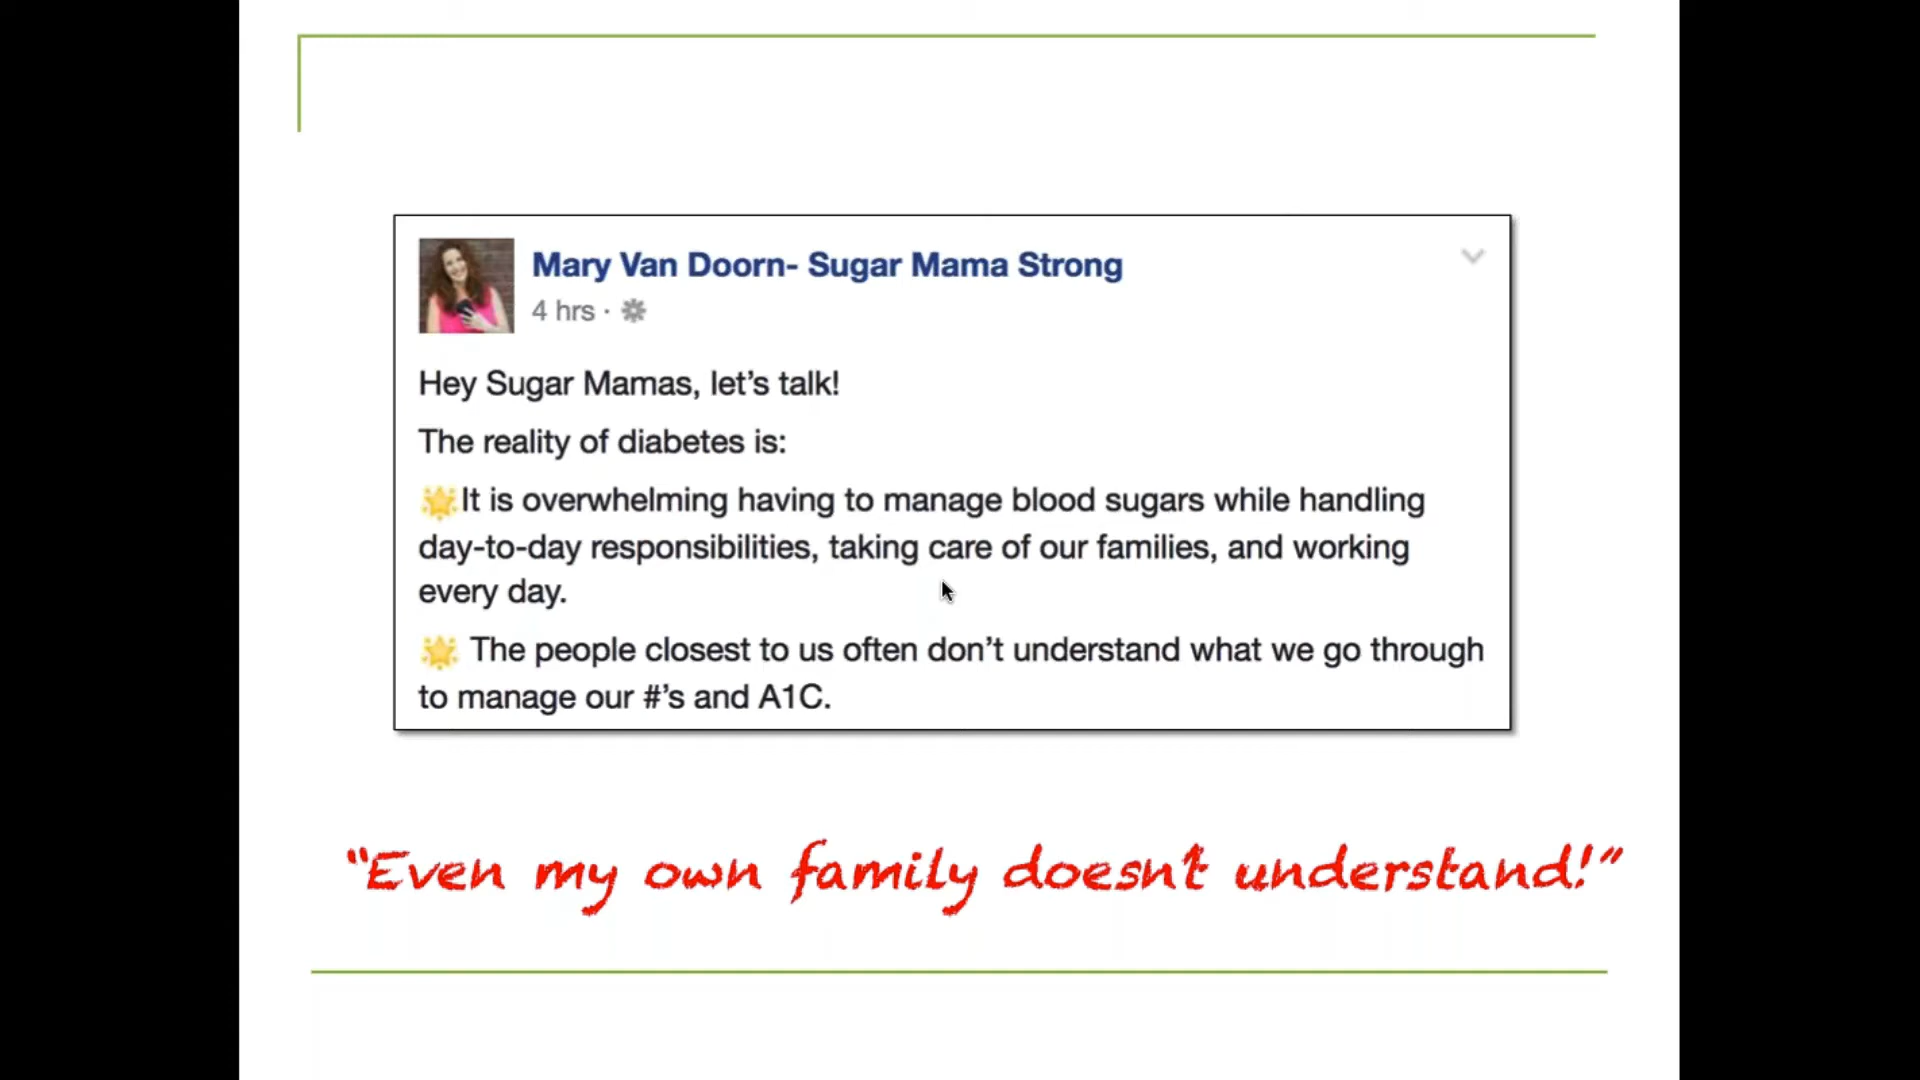 Mary Van Doorn- Sugar Mama Strong
4 hrs ·
Hey Sugar Mamas, let’s talk!
The reality of diabetes is:
🌟It is overwhelming having to manage blood sugars while handling
day-to-day responsibilities, taking care of our families, and working
every day.
🌟 The people closest to us often don’t understand what we go through
to manage our #’s and A1C.
“Even my own family doesn’t understand!”